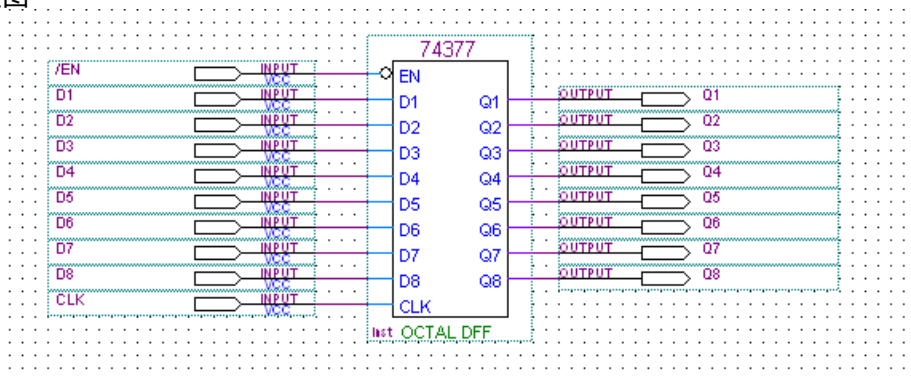 图
74377
/EN INPUT VCC EN
D1 INPUT VCC D1 Q1 OUTPUT Q1
D2 INPUT VCC D2 Q2 OUTPUT Q2
D3 INPUT VCC D3 Q3 OUTPUT Q3
D4 INPUT VCC D4 Q4 OUTPUT Q4
D5 INPUT VCC D5 Q5 OUTPUT Q5
D6 INPUT VCC D6 Q6 OUTPUT Q6
D7 INPUT VCC D7 Q7 OUTPUT Q7
D8 INPUT VCC D8 Q8 OUTPUT Q8
CLK INPUT VCC CLK
inst OCTAL DFF